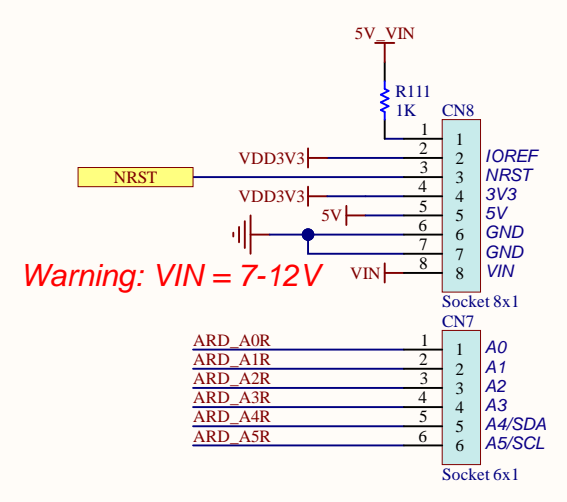 5V_VIN
R111
1K
CN8
1 1
2 VDD3V3 2 IOREF
NRST 3 3 NRST
VDD3V3 4 4 3V3
5V 5 5 5V
6 6 GND
7 7 GND
Warning: VIN = 7-12V
VIN 8 8 VIN
Socket 8x1
CN7
ARD_A0R 1 1 A0
ARD_A1R 2 2 A1
ARD_A2R 3 3 A2
ARD_A3R 4 4 A3
ARD_A4R 5 5 A4/SDA
ARD_A5R 6 6 A5/SCL
Socket 6x1